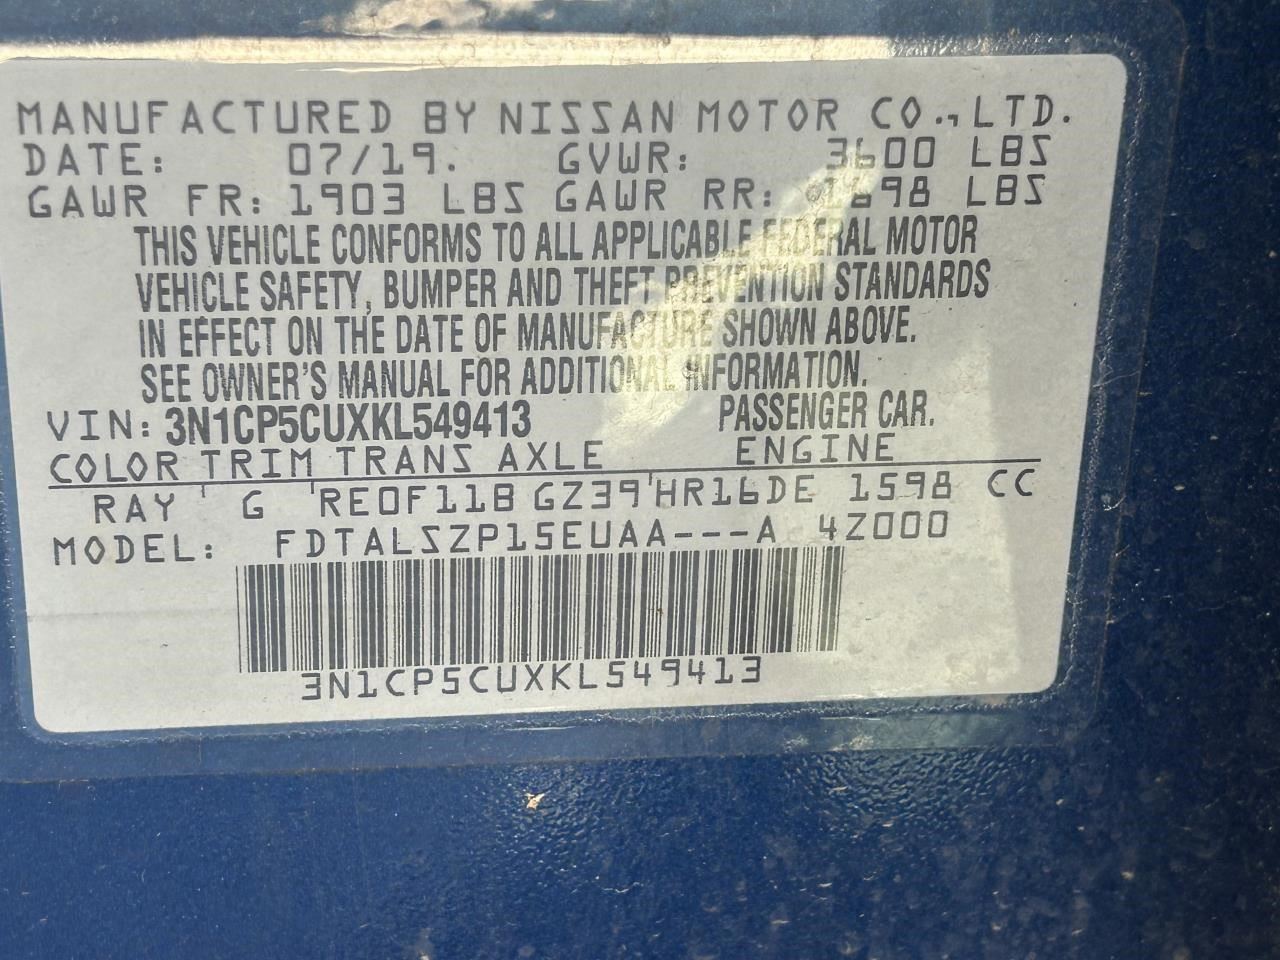 MANUFACTURED BY NISSAN MOTOR CO., LTD.
DATE: 07/19. GVWR: 3600 LBS
GAWR FR: 1903 LBS GAWR RR: 1698 LBS
THIS VEHICLE CONFORMS TO ALL APPLICABLE FEDERAL MOTOR
VEHICLE SAFETY, BUMPER AND THEFT PREVENTION STANDARDS
IN EFFECT ON THE DATE OF MANUFACTURE SHOWN ABOVE.
SEE OWNER'S MANUAL FOR ADDITIONAL INFORMATION.
VIN: 3N1CP5CUXKL549413 PASSENGER CAR.
COLOR TRIM TRANS AXLE ENGINE
RAY ' G 'RE0F11B GZ39'HR16DE 1598 CC
MODEL: FDTALSZP15EUAA---A 4Z000
3N1CP5CUXKL549413